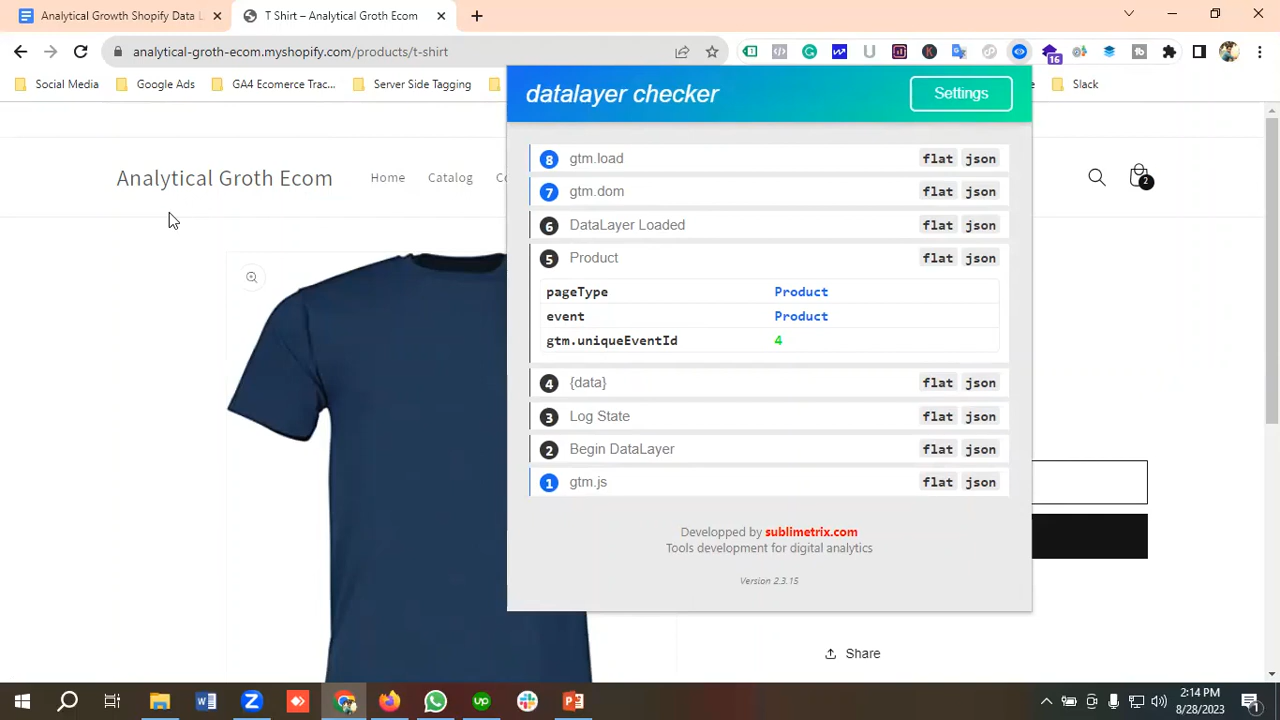 Analytical Growth Shopify Data L
T Shirt – Analytical Groth Ecom
analytical-groth-ecom.myshopify.com/products/t-shirt
16
Social Media
Google Ads
GA4 Ecommerce Trac...
Server Side Tagging
Slack
datalayer checker
Settings
Analytical Groth Ecom
Home
Catalog
2
8 gtm.load flat json
7 gtm.dom flat json
6 DataLayer Loaded flat json
5 Product flat json
pageType Product
event Product
gtm.uniqueEventId 4
4 {data} flat json
3 Log State flat json
2 Begin DataLayer flat json
1 gtm.js flat json
Developped by sublimetrix.com
Tools development for digital analytics
Version 2.3.15
Share
2:14 PM
8/28/2023